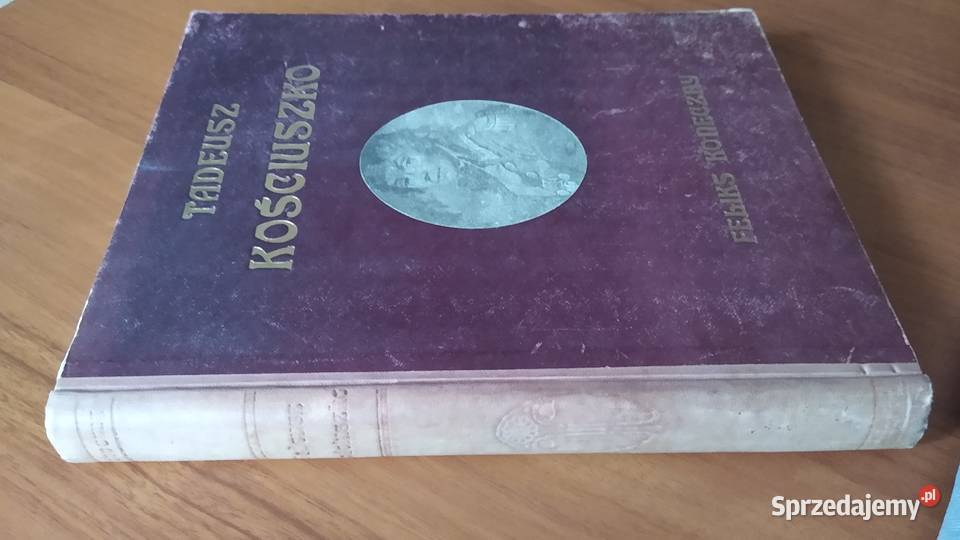 TADEUSZ
KOŚCIUSZKO
FELIKS KONECZNY
Sprzedajemy.pl